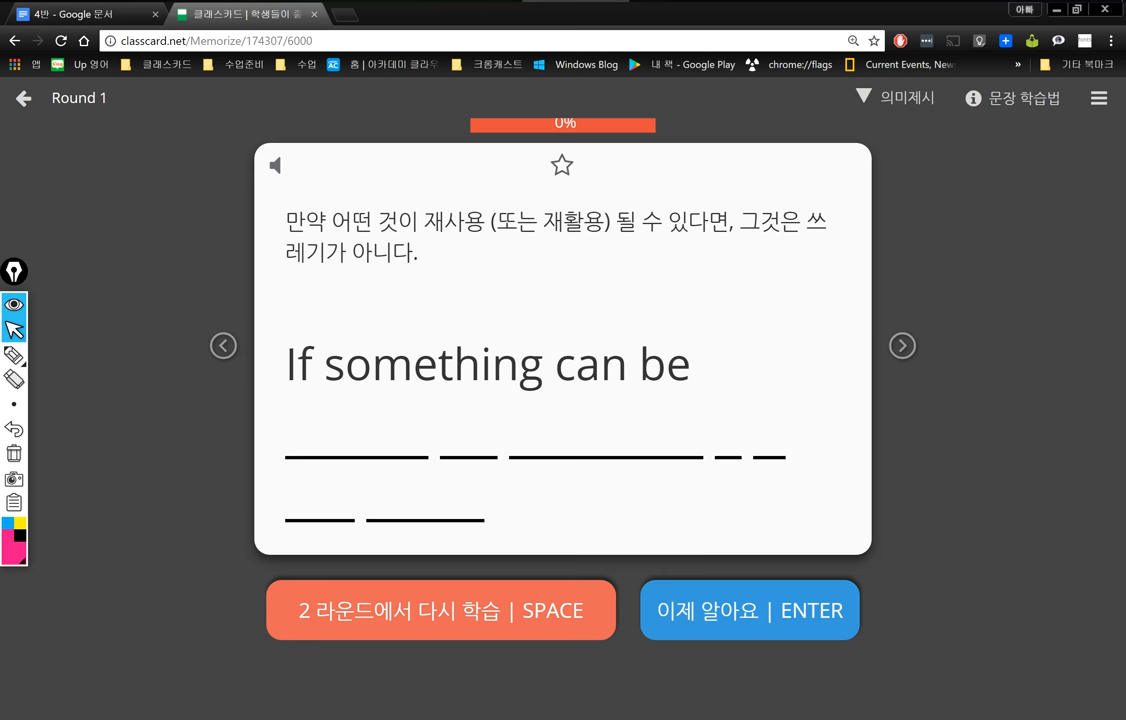 4반 - Google 문서
클래스카드 | 학생들이 즐
아빠
classcard.net/Memorize/174307/6000
앱
Up 영어
클래스카드
수업준비
수업
홈 | 아카데미 클라우
크롬캐스트
Windows Blog
내 책 - Google Play
chrome://flags
Current Events, New
»
기타 북마크
Round 1
의미제시
문장 학습법
0%
만약 어떤 것이 재사용 (또는 재활용) 될 수 있다면, 그것은 쓰
레기가 아니다.
If something can be
2 라운드에서 다시 학습 | SPACE
이제 알아요 | ENTER